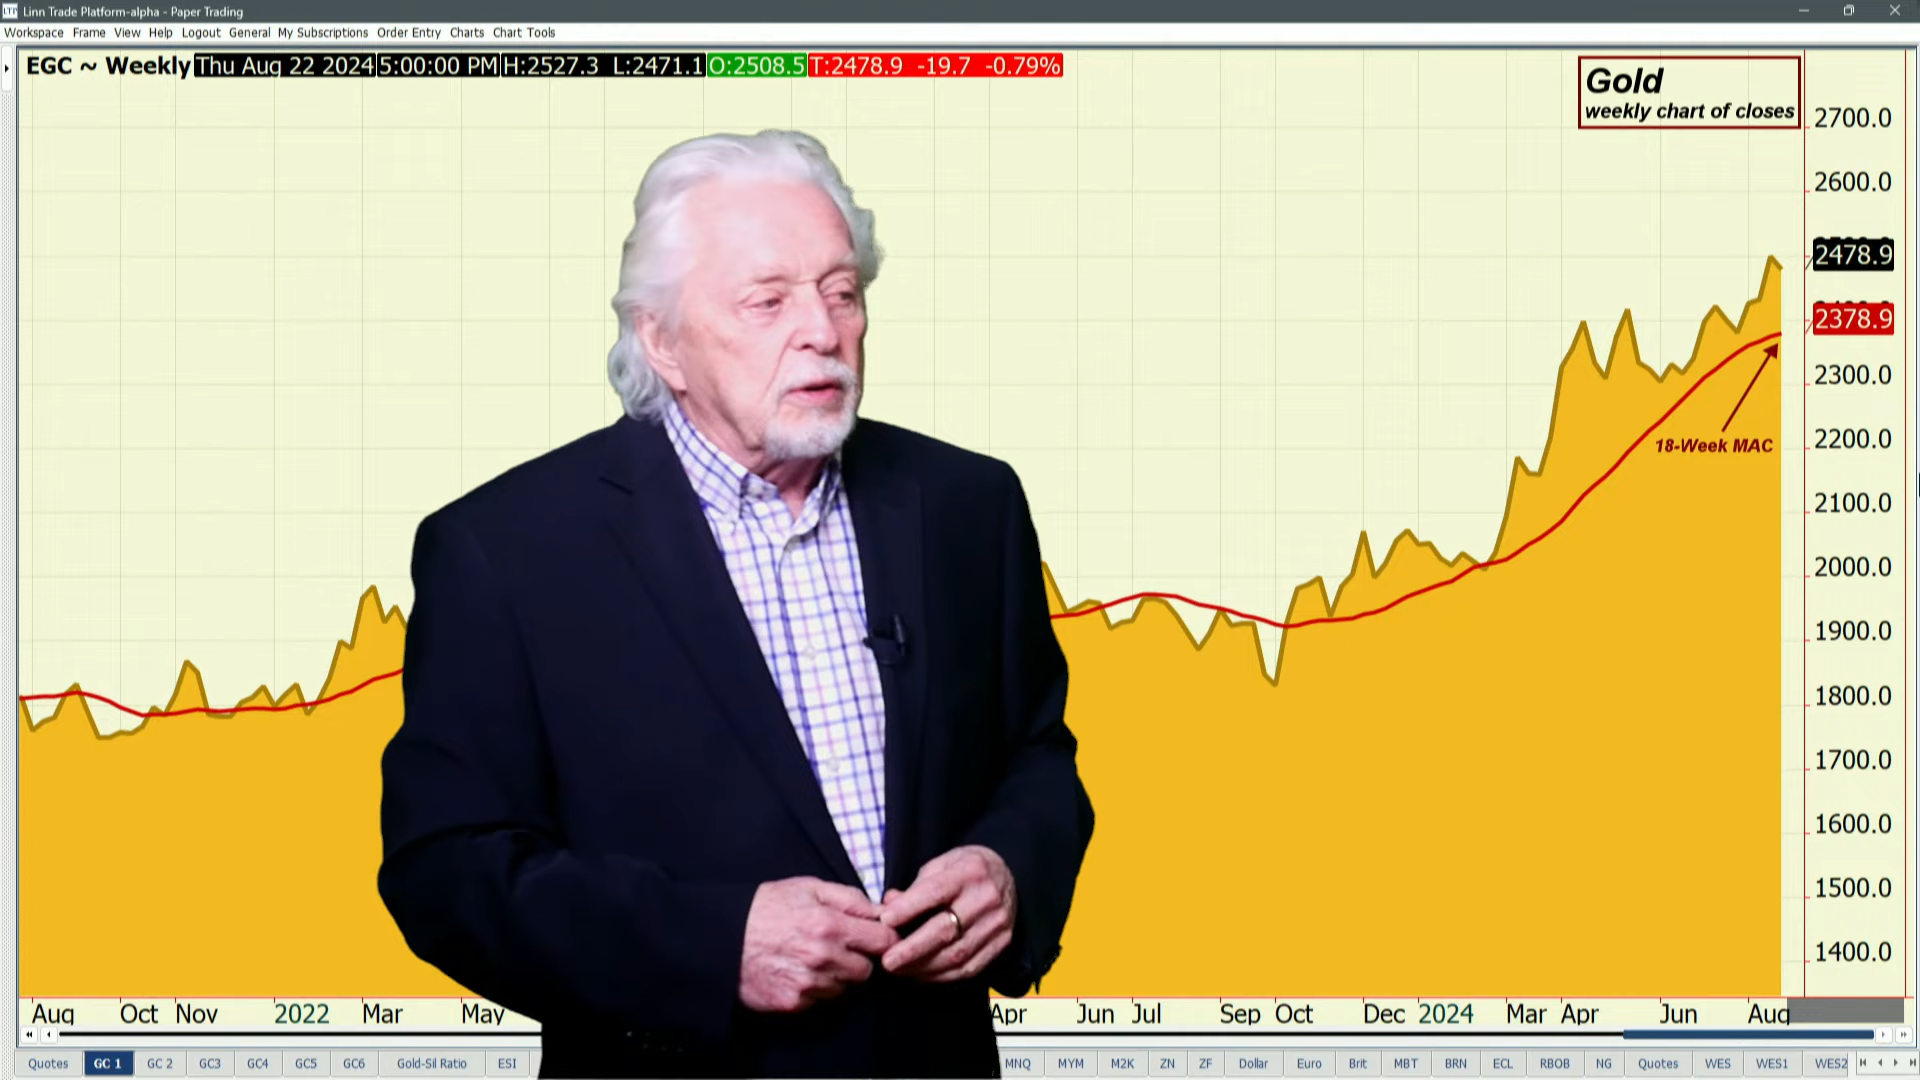 Linn Trade Platform-alpha - Paper Trading
Workspace Frame View Help Logout General My Subscriptions Order Entry Charts Chart Tools
EGC ~ Weekly Thu Aug 22 2024 5:00:00 PM H:2527.3 L:2471.1 O:2508.5 T:2478.9 -19.7 -0.79%
Gold
weekly chart of closes
2700.0
2600.0
2478.9
2378.9
2300.0
18-Week MAC
2200.0
2100.0
2000.0
1900.0
1800.0
1700.0
1600.0
1500.0
1400.0
Aug Oct Nov 2022 Mar May Apr Jun Jul Sep Oct Dec 2024 Mar Apr Jun Aug
Quotes GC 1 GC 2 GC3 GC4 GC5 GC6 Gold-Sil Ratio ESI MNQ MYM M2K ZN ZF Dollar Euro Brit MBT BRN ECL RBOB NG Quotes WES WES1 WES2